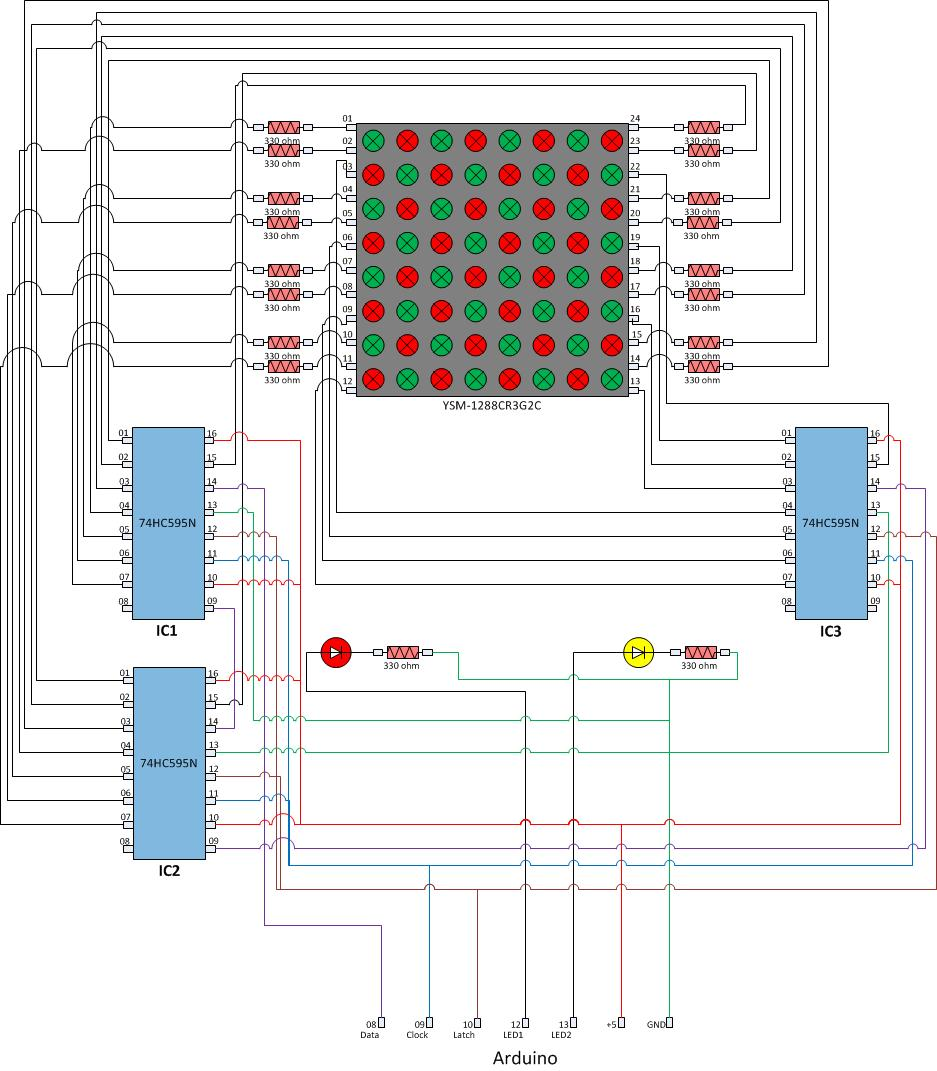 01 24
330 ohm 330 ohm
02 23
330 ohm 330 ohm
03 22
04 21
330 ohm 330 ohm
05 20
330 ohm 330 ohm
06 19
07 18
330 ohm 330 ohm
08 17
330 ohm 330 ohm
09 16
10 15
330 ohm 330 ohm
11 14
330 ohm 330 ohm
12 13
YSM-1288CR3G2C
01 16 01 16
02 15 02 15
03 14 03 14
04 13 04 13
74HC595N 74HC595N
05 12 05 12
06 11 06 11
07 10 07 10
08 09 08 09
IC1 IC3
330 ohm 330 ohm
01 16
02 15
03 14
04 13
74HC595N
05 12
06 11
07 10
08 09
IC2
08 09 10 12 13 +5 GND
Data Clock Latch LED1 LED2
Arduino